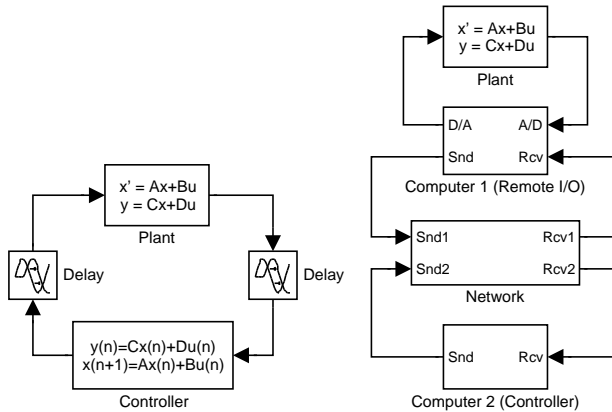 x' = Ax+Bu
y = Cx+Du
Plant
Delay
Delay
y(n)=Cx(n)+Du(n)
x(n+1)=Ax(n)+Bu(n)
Controller
x' = Ax+Bu
y = Cx+Du
Plant
D/A A/D
Snd Rcv
Computer 1 (Remote I/O)
Snd1 Rcv1
Snd2 Rcv2
Network
Snd Rcv
Computer 2 (Controller)